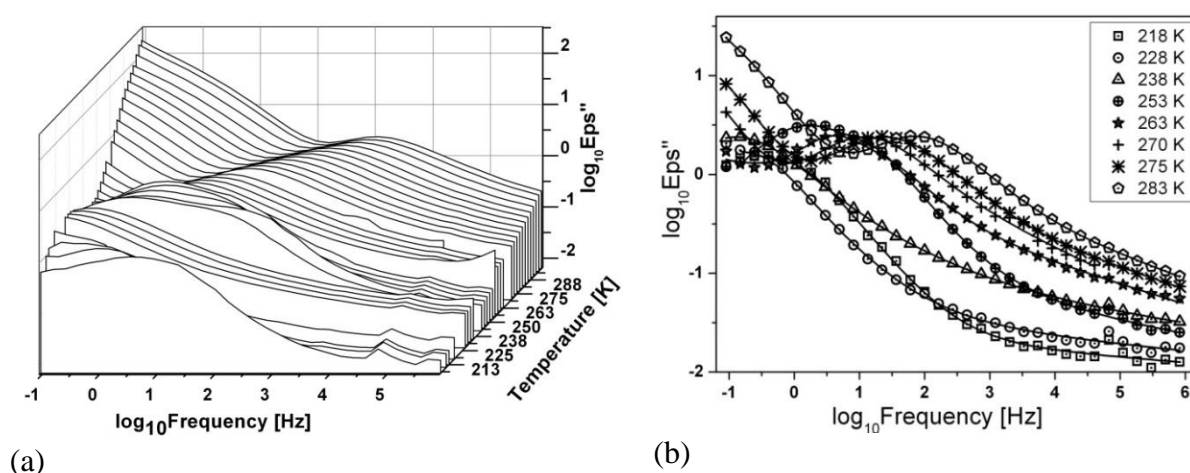 2
1
0
-1
-2
log10Eps"
288
275
263
250
238
225
213
Temperature [K]
-1 0 1 2 3 4 5
log10Frequency [Hz]
(a)
1
0
-1
-2
log10Eps"
218 K
228 K
238 K
253 K
263 K
270 K
275 K
283 K
-1 0 1 2 3 4 5 6
log10Frequency [Hz]
(b)